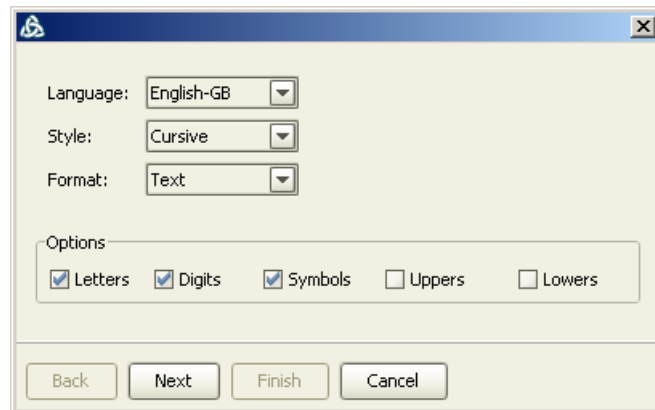 Language: English-GB
Style: Cursive
Format: Text
Options
Letters Digits Symbols Uppers Lowers
Back Next Finish Cancel